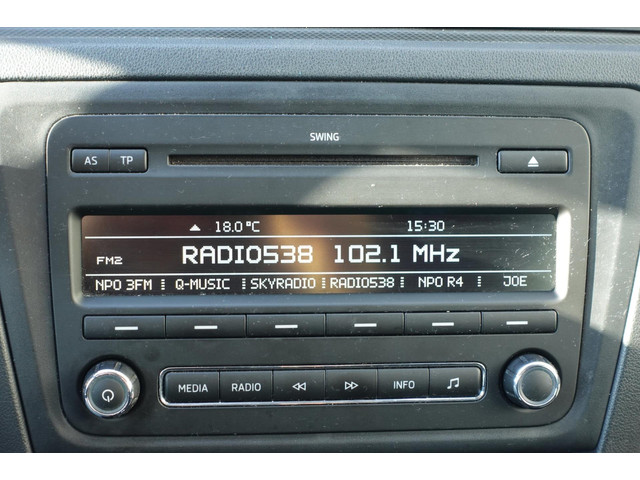 SWING
AS TP
18.0°C 15:30
FM2 RADIO538 102.1 MHz
NPO 3FM Q-MUSIC SKYRADIO RADIO538 NPO R4 JOE
MEDIA RADIO INFO